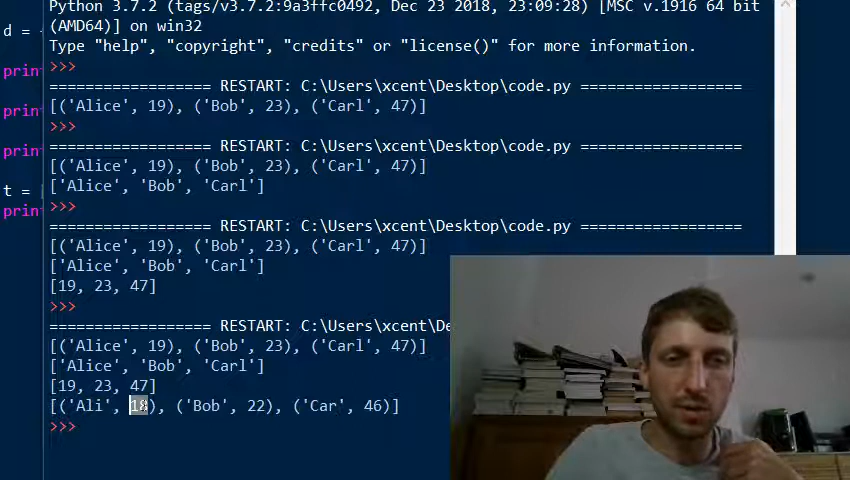 Python 3.7.2 (tags/v3.7.2:9a3ffc0492, Dec 23 2018, 23:09:28) [MSC v.1916 64 bit
(AMD64)] on win32
Type "help", "copyright", "credits" or "license()" for more information.
>>>
================== RESTART: C:\Users\xcent\Desktop\code.py ==================
[('Alice', 19), ('Bob', 23), ('Carl', 47)]
>>>
================== RESTART: C:\Users\xcent\Desktop\code.py ==================
[('Alice', 19), ('Bob', 23), ('Carl', 47)]
['Alice', 'Bob', 'Carl']
>>>
================== RESTART: C:\Users\xcent\Desktop\code.py ==================
[('Alice', 19), ('Bob', 23), ('Carl', 47)]
['Alice', 'Bob', 'Carl']
[19, 23, 47]
>>>
================== RESTART: C:\Users\xcent\De
[('Alice', 19), ('Bob', 23), ('Carl', 47)]
['Alice', 'Bob', 'Carl']
[19, 23, 47]
[('Ali', 18), ('Bob', 22), ('Car', 46)]
>>>
d =
prin
prin
prin
t = [
prin